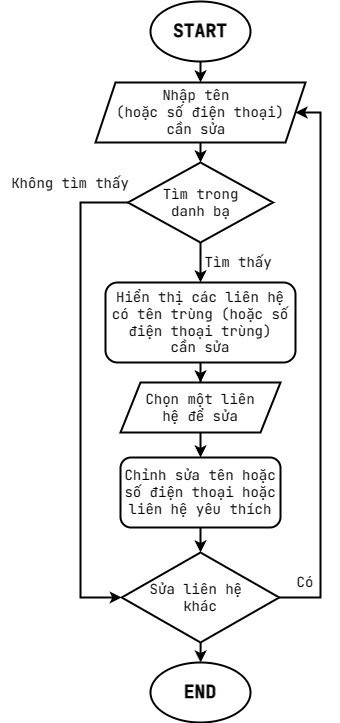 START
Nhập tên
(hoặc số điện thoại)
cần sửa
Không tìm thấy
Tìm trong
danh bạ
Tìm thấy
Hiển thị các liên hệ
có tên trùng (hoặc số
điện thoại trùng)
cần sửa
Chọn một liên
hệ để sửa
Chỉnh sửa tên hoặc
số điện thoại hoặc
liên hệ yêu thích
Sửa liên hệ
khác
Có
END